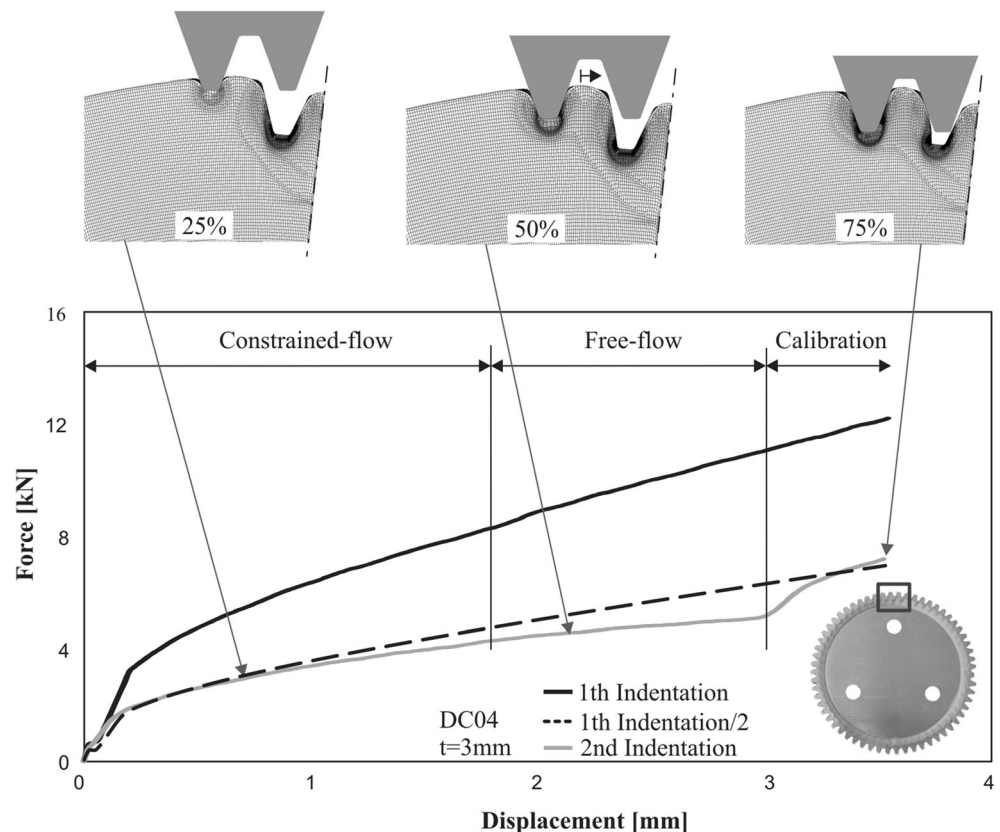 25%
50%
75%
16
12
8
4
0
Force [kN]
Constrained-flow
Free-flow
Calibration
DC04
t=3mm
1th Indentation
1th Indentation/2
2nd Indentation
0
1
2
3
4
Displacement [mm]